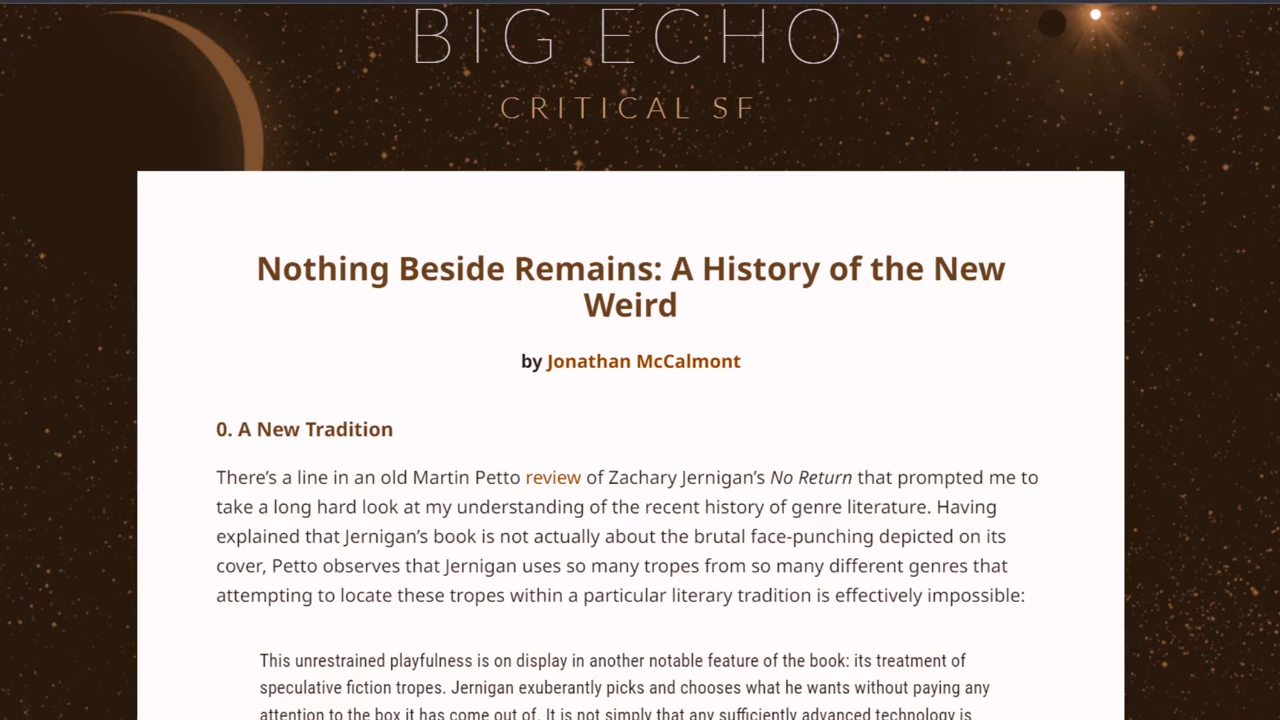 BIG ECHO
CRITICAL SF
Nothing Beside Remains: A History of the New
Weird
by Jonathan McCalmont
0. A New Tradition
There’s a line in an old Martin Petto review of Zachary Jernigan’s No Return that prompted me to
take a long hard look at my understanding of the recent history of genre literature. Having
explained that Jernigan’s book is not actually about the brutal face-punching depicted on its
cover, Petto observes that Jernigan uses so many tropes from so many different genres that
attempting to locate these tropes within a particular literary tradition is effectively impossible:
This unrestrained playfulness is on display in another notable feature of the book: its treatment of
speculative fiction tropes. Jernigan exuberantly picks and chooses what he wants without paying any
attention to the box it has come out of. It is not simply that any sufficiently advanced technology is